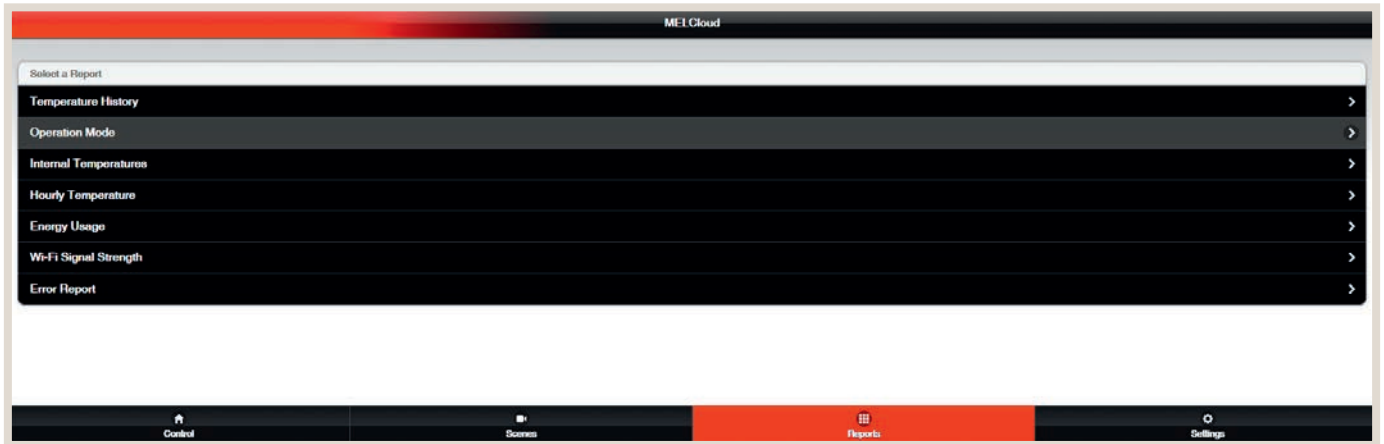 MELCloud
Select a Report
Temperature History
Operation Mode
Internal Temperatures
Hourly Temperature
Energy Usage
Wi-Fi Signal Strength
Error Report
Control
Scenes
Reports
Settings